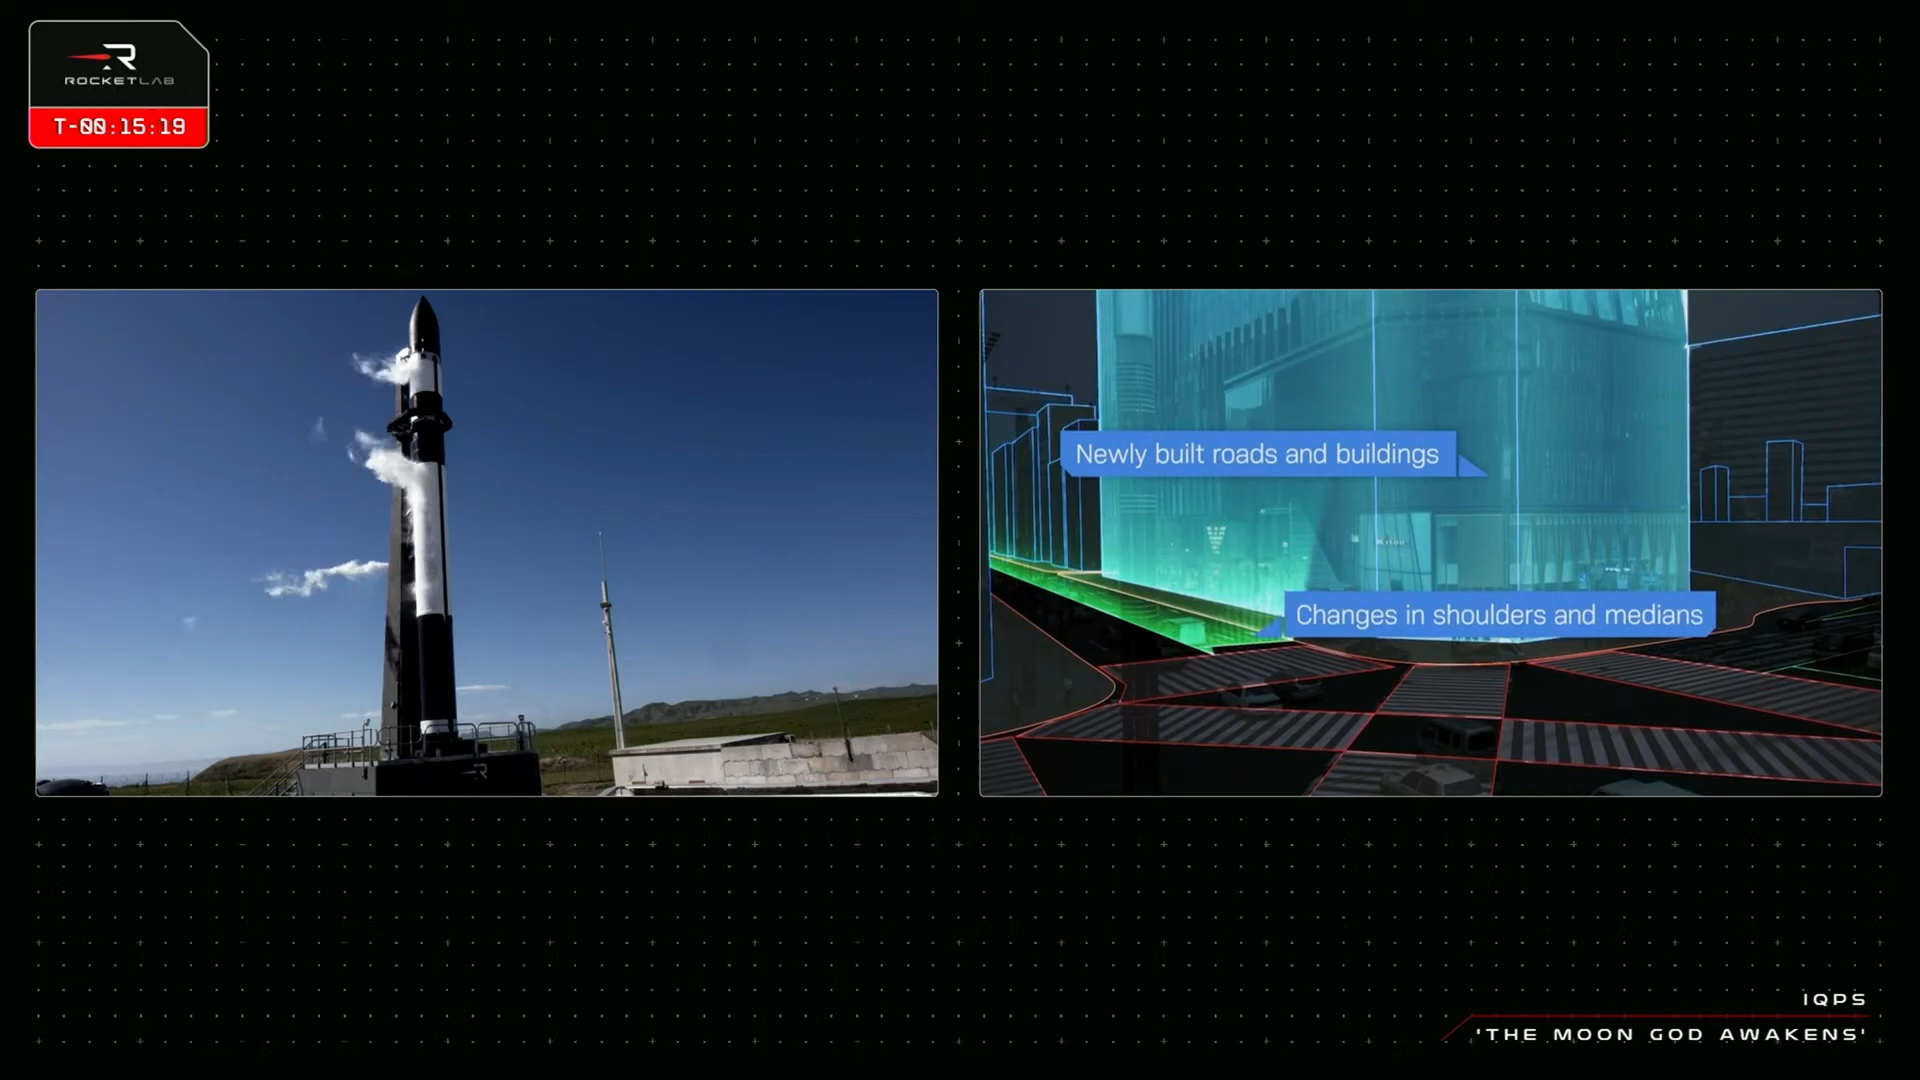 ROCKETLAB
T-00:15:19
Newly built roads and buildings
Changes in shoulders and medians
IQPS
'THE MOON GOD AWAKENS'